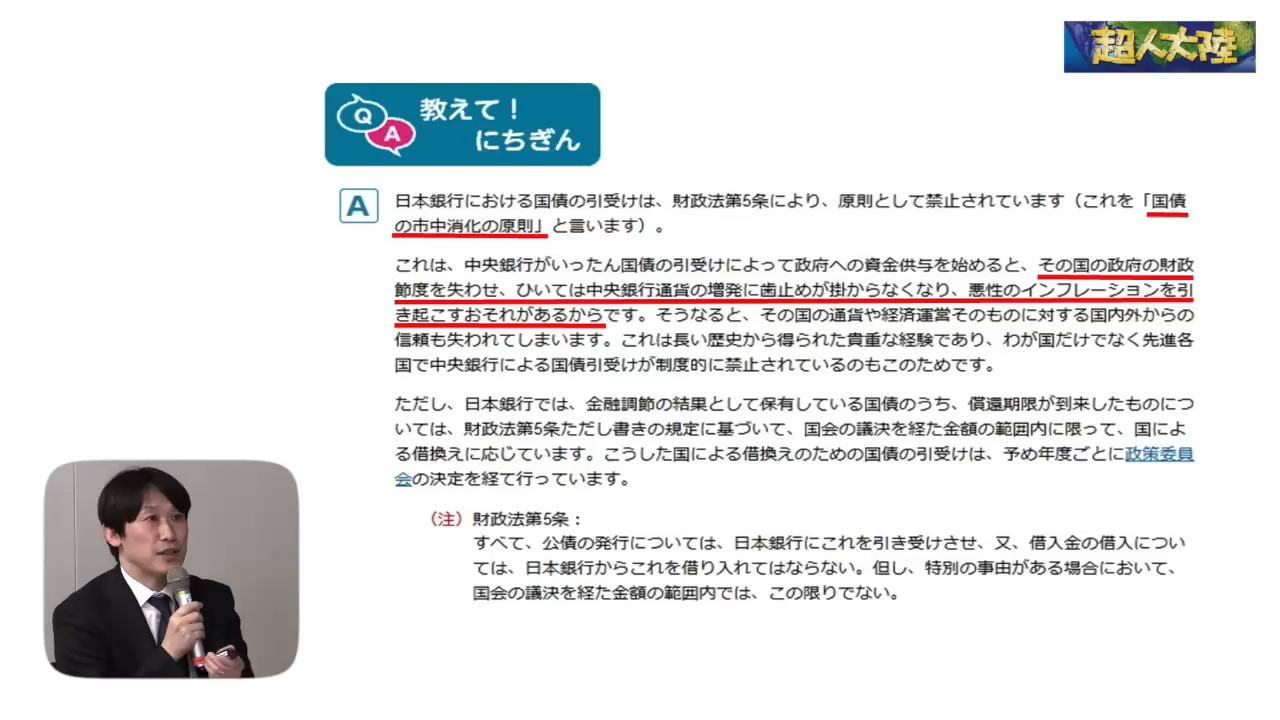 超人大陸
Q A 教えて！
にちぎん
A 日本銀行における国債の引受けは、財政法第5条により、原則として禁止されています（これを「国債
の市中消化の原則」と言います）。
これは、中央銀行がいったん国債の引受けによって政府への資金供与を始めると、その国の政府の財政
節度を失わせ、ひいては中央銀行通貨の増発に歯止めが掛からなくなり、悪性のインフレーションを引
き起こすおそれがあるからです。そうなると、その国の通貨や経済運営そのものに対する国内外からの
信頼も失われてしまいます。これは長い歴史から得られた貴重な経験であり、わが国だけでなく先進各
国で中央銀行による国債引受けが制度的に禁止されているのもこのためです。
ただし、日本銀行では、金融調節の結果として保有している国債のうち、償還期限が到来したものにつ
いては、財政法第5条ただし書きの規定に基づいて、国会の議決を経た金額の範囲内に限って、国によ
る借換えに応じています。こうした国による借換えのための国債の引受けは、予め年度ごとに政策委員
会の決定を経て行っています。
（注）財政法第5条：
すべて、公債の発行については、日本銀行にこれを引き受けさせ、又、借入金の借入につい
ては、日本銀行からこれを借り入れてはならない。但し、特別の事由がある場合において、
国会の議決を経た金額の範囲内では、この限りでない。